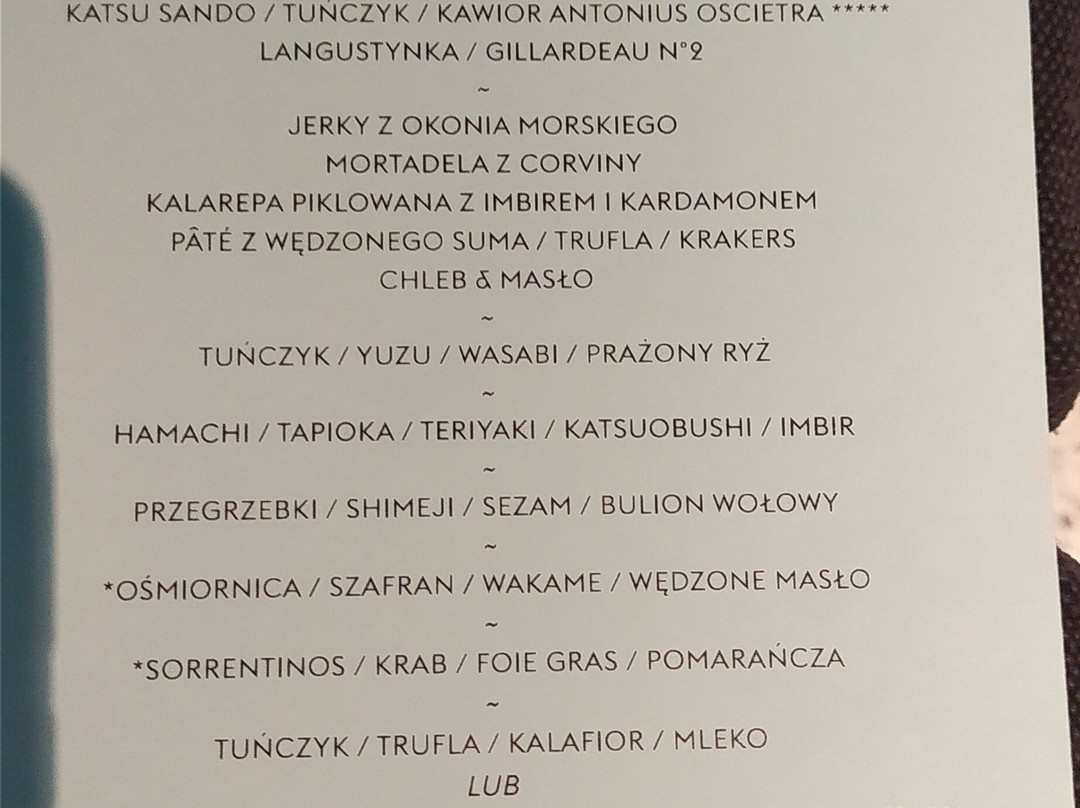 KATSU SANDO / TUŃCZYK / KAWIOR ANTONIUS OSCIETRA *****
LANGUSTYNKA / GILLARDEAU N°2
~
JERKY Z OKONIA MORSKIEGO
MORTADELA Z CORVINY
KALAREPA PIKLOWANA Z IMBIREM I KARDAMONEM
PÂTÉ Z WĘDZONEGO SUMA / TRUFLA / KRAKERS
CHLEB & MASŁO
~
TUŃCZYK / YUZU / WASABI / PRAŻONY RYŻ
~
HAMACHI / TAPIOKA / TERIYAKI / KATSUOBUSHI / IMBIR
~
PRZEGRZEBKI / SHIMEJI / SEZAM / BULION WOŁOWY
~
*OŚMIORNICA / SZAFRAN / WAKAME / WĘDZONE MASŁO
~
*SORRENTINOS / KRAB / FOIE GRAS / POMARAŃCZA
~
TUŃCZYK / TRUFLA / KALAFIOR / MLEKO
LUB